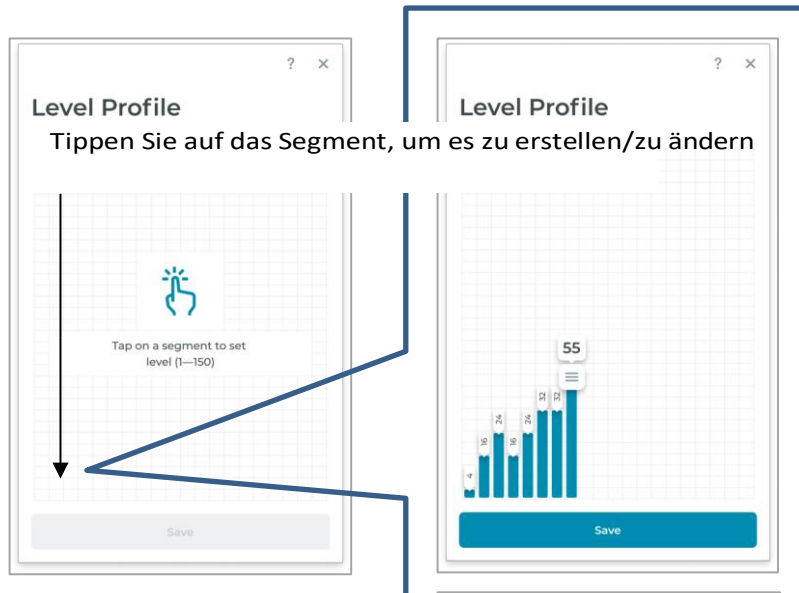 ? ×
Level Profile
? ×
Level Profile
Tippen Sie auf das Segment, um es zu erstellen/zu ändern
Tap on a segment to set
level (1—150)
Save
55
4
16
24
16
24
32
32
Save